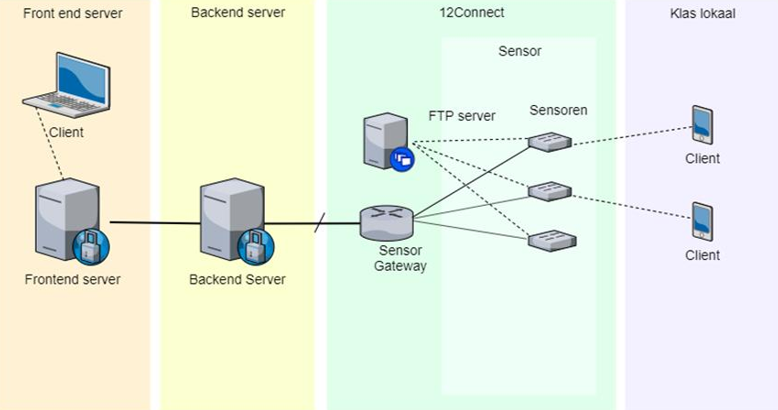 Front end server
Backend server
12Connect
Klas lokaal
Sensor
Client
FTP server
Sensoren
Client
Client
Frontend server
Backend Server
Sensor
Gateway